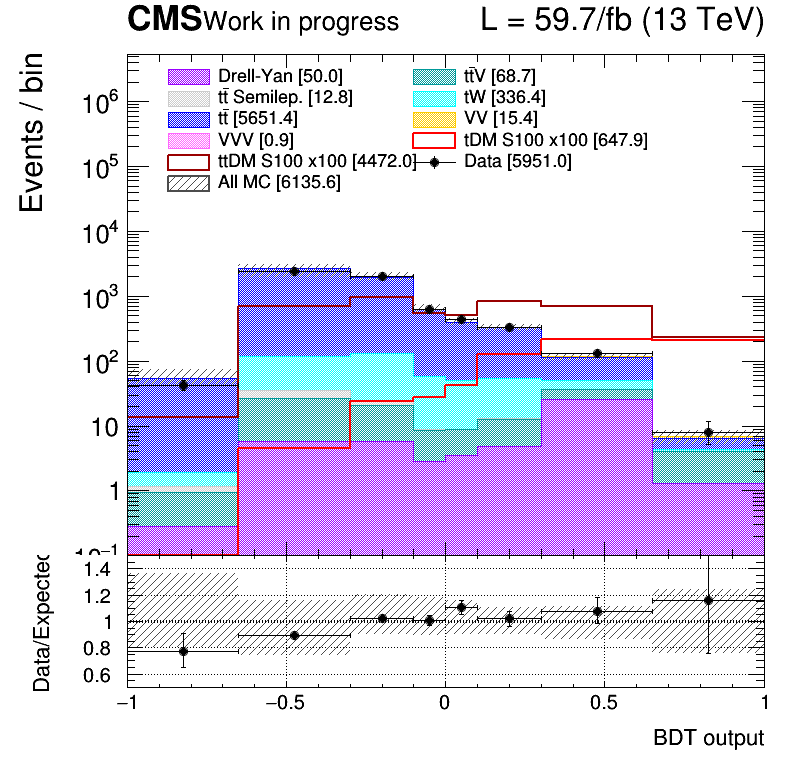 CMS Work in progress L = 59.7/fb (13 TeV)
Events / bin
Drell-Yan [50.0] tt̄V [68.7]
tt̄ Semilep. [12.8] tW [336.4]
tt̄ [5651.4] VV [15.4]
VVV [0.9] tDM S100 x100 [647.9]
ttDM S100 x100 [4472.0] Data [5951.0]
All MC [6135.6]
10⁶
10⁵
10⁴
10³
10²
10
1
10⁻¹
Data/Expected
1.4
1.2
1
0.8
0.6
−1 −0.5 0 0.5 1
BDT output